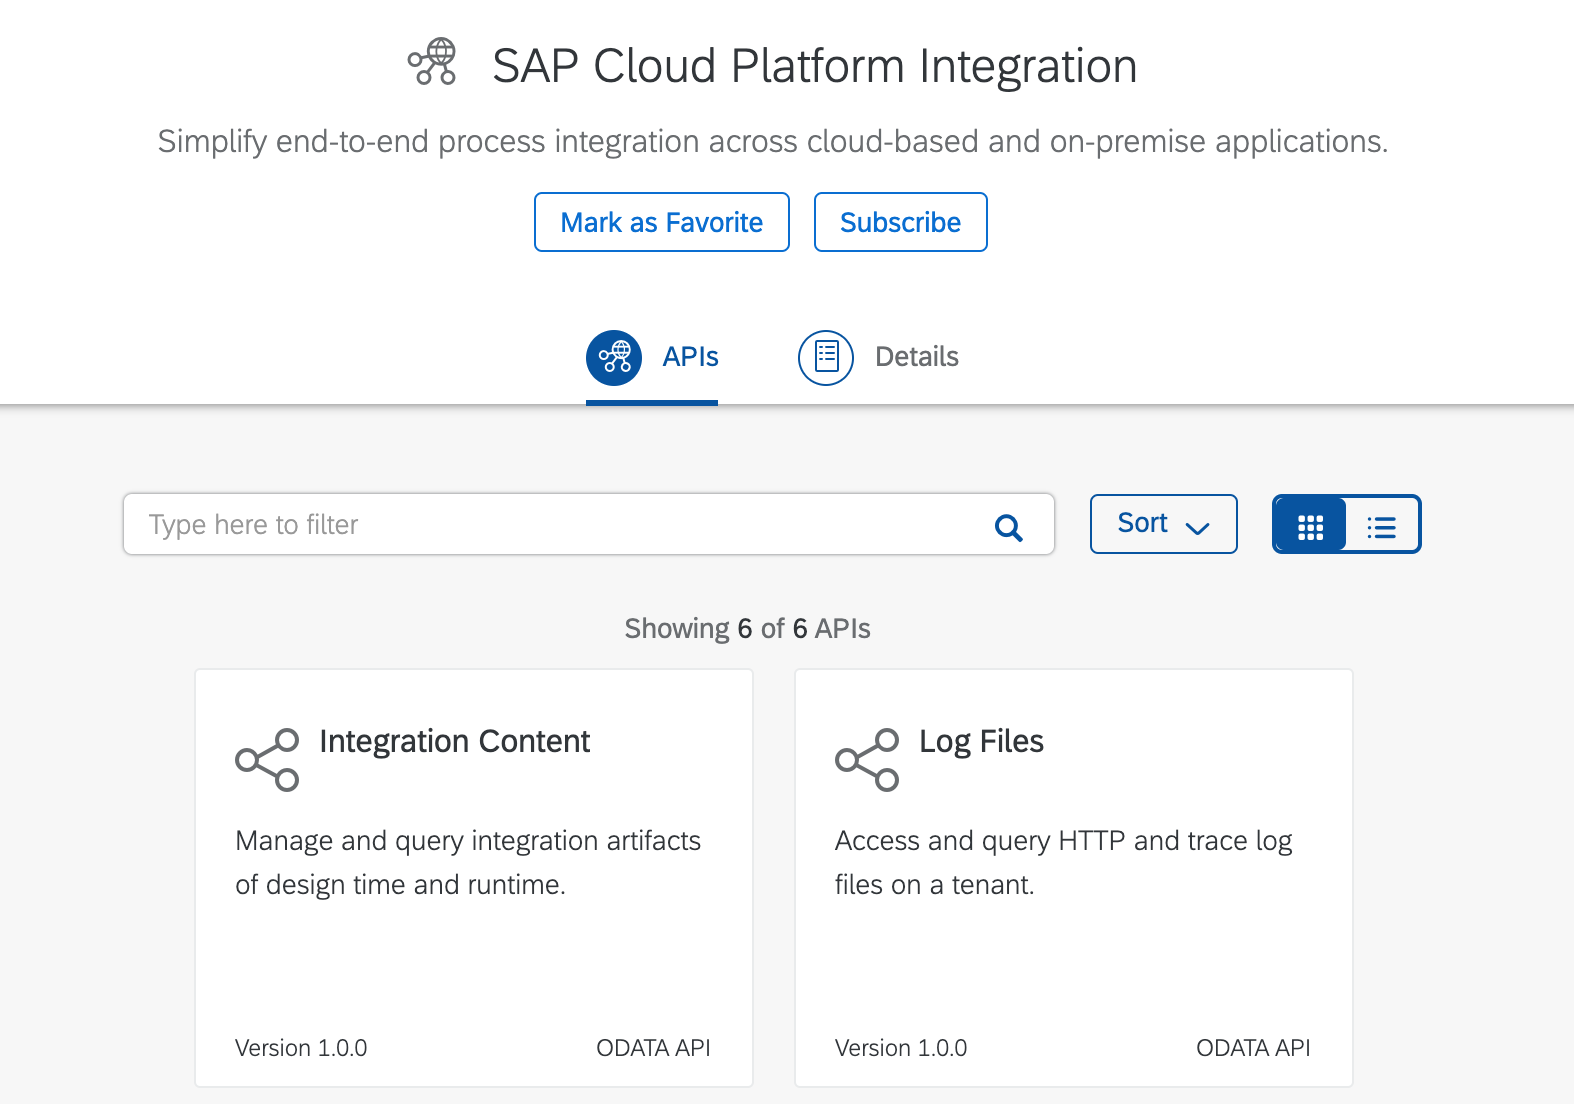 SAP Cloud Platform Integration
Simplify end-to-end process integration across cloud-based and on-premise applications.
Mark as Favorite
Subscribe
APIs
Details
Type here to filter
Sort
Showing 6 of 6 APIs
Integration Content
Manage and query integration artifacts
of design time and runtime.
Version 1.0.0
ODATA API
Log Files
Access and query HTTP and trace log
files on a tenant.
Version 1.0.0
ODATA API